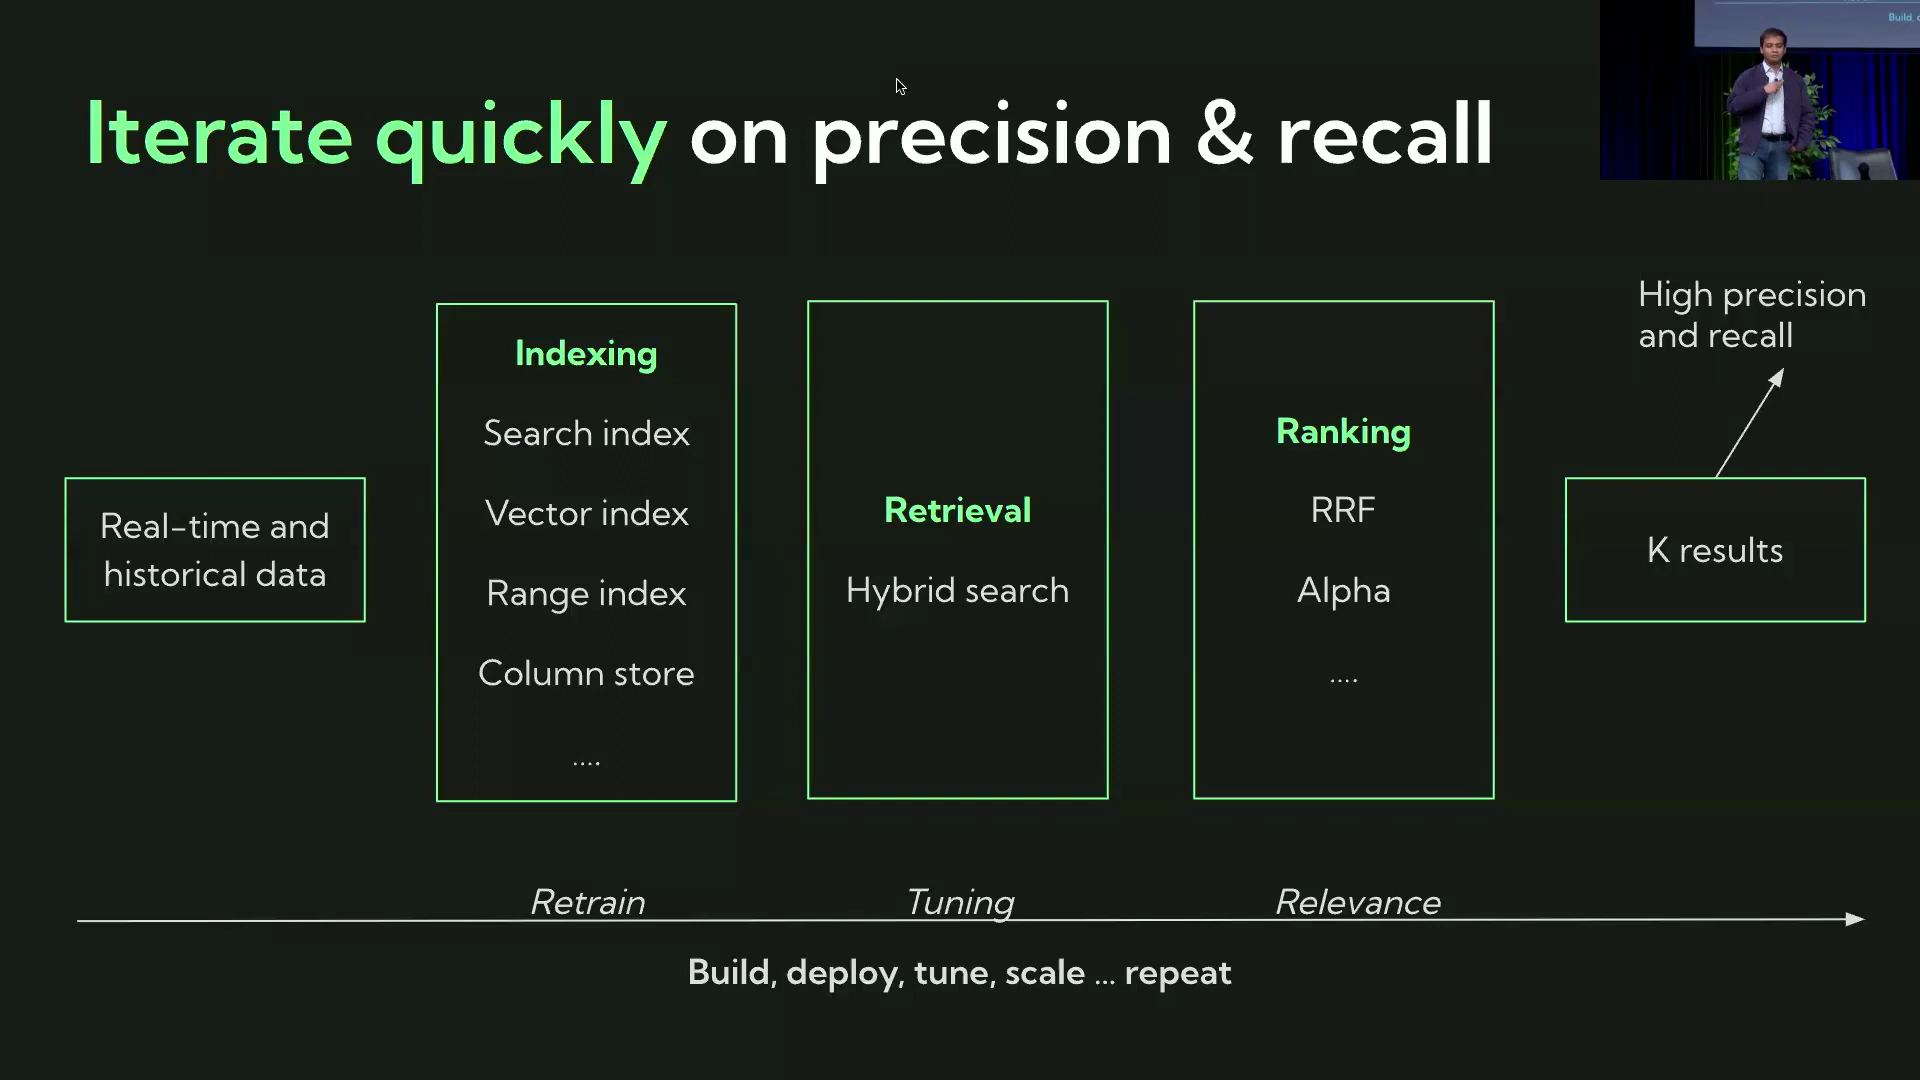 Iterate quickly on precision & recall
Real-time and
historical data
Indexing
Search index
Vector index
Range index
Column store
....
Retrieval
Hybrid search
Ranking
RRF
Alpha
....
High precision
and recall
K results
Retrain
Tuning
Relevance
Build, deploy, tune, scale ... repeat
Build,